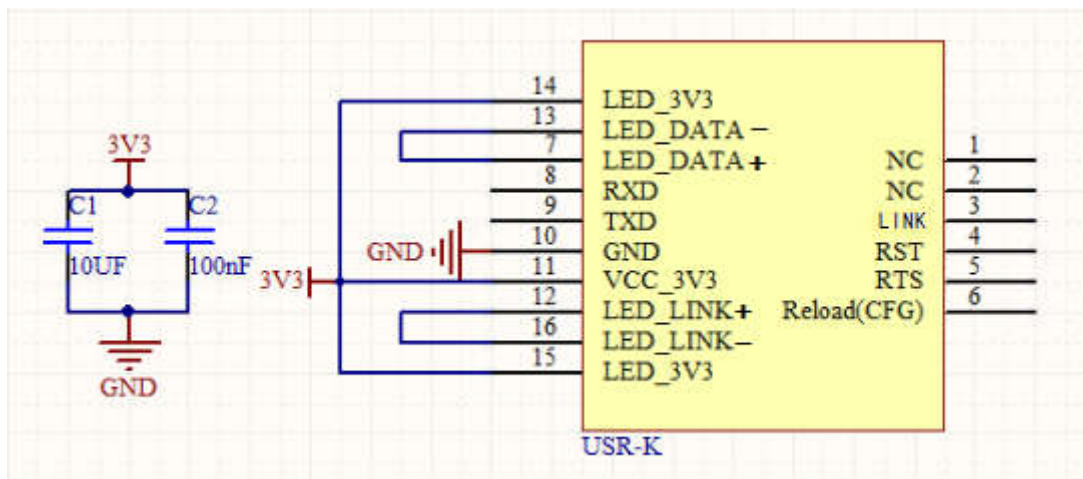 3V3
C1
C2
10UF
100nF
GND
14
LED_3V3
13
LED_DATA-
7
LED_DATA+
8
RXD
9
TXD
10
GND
GND
11
3V3
VCC_3V3
12
LED_LINK+
16
LED_LINK-
15
LED_3V3
1
NC
2
NC
3
LINK
4
RST
5
RTS
6
Reload(CFG)
USR-K